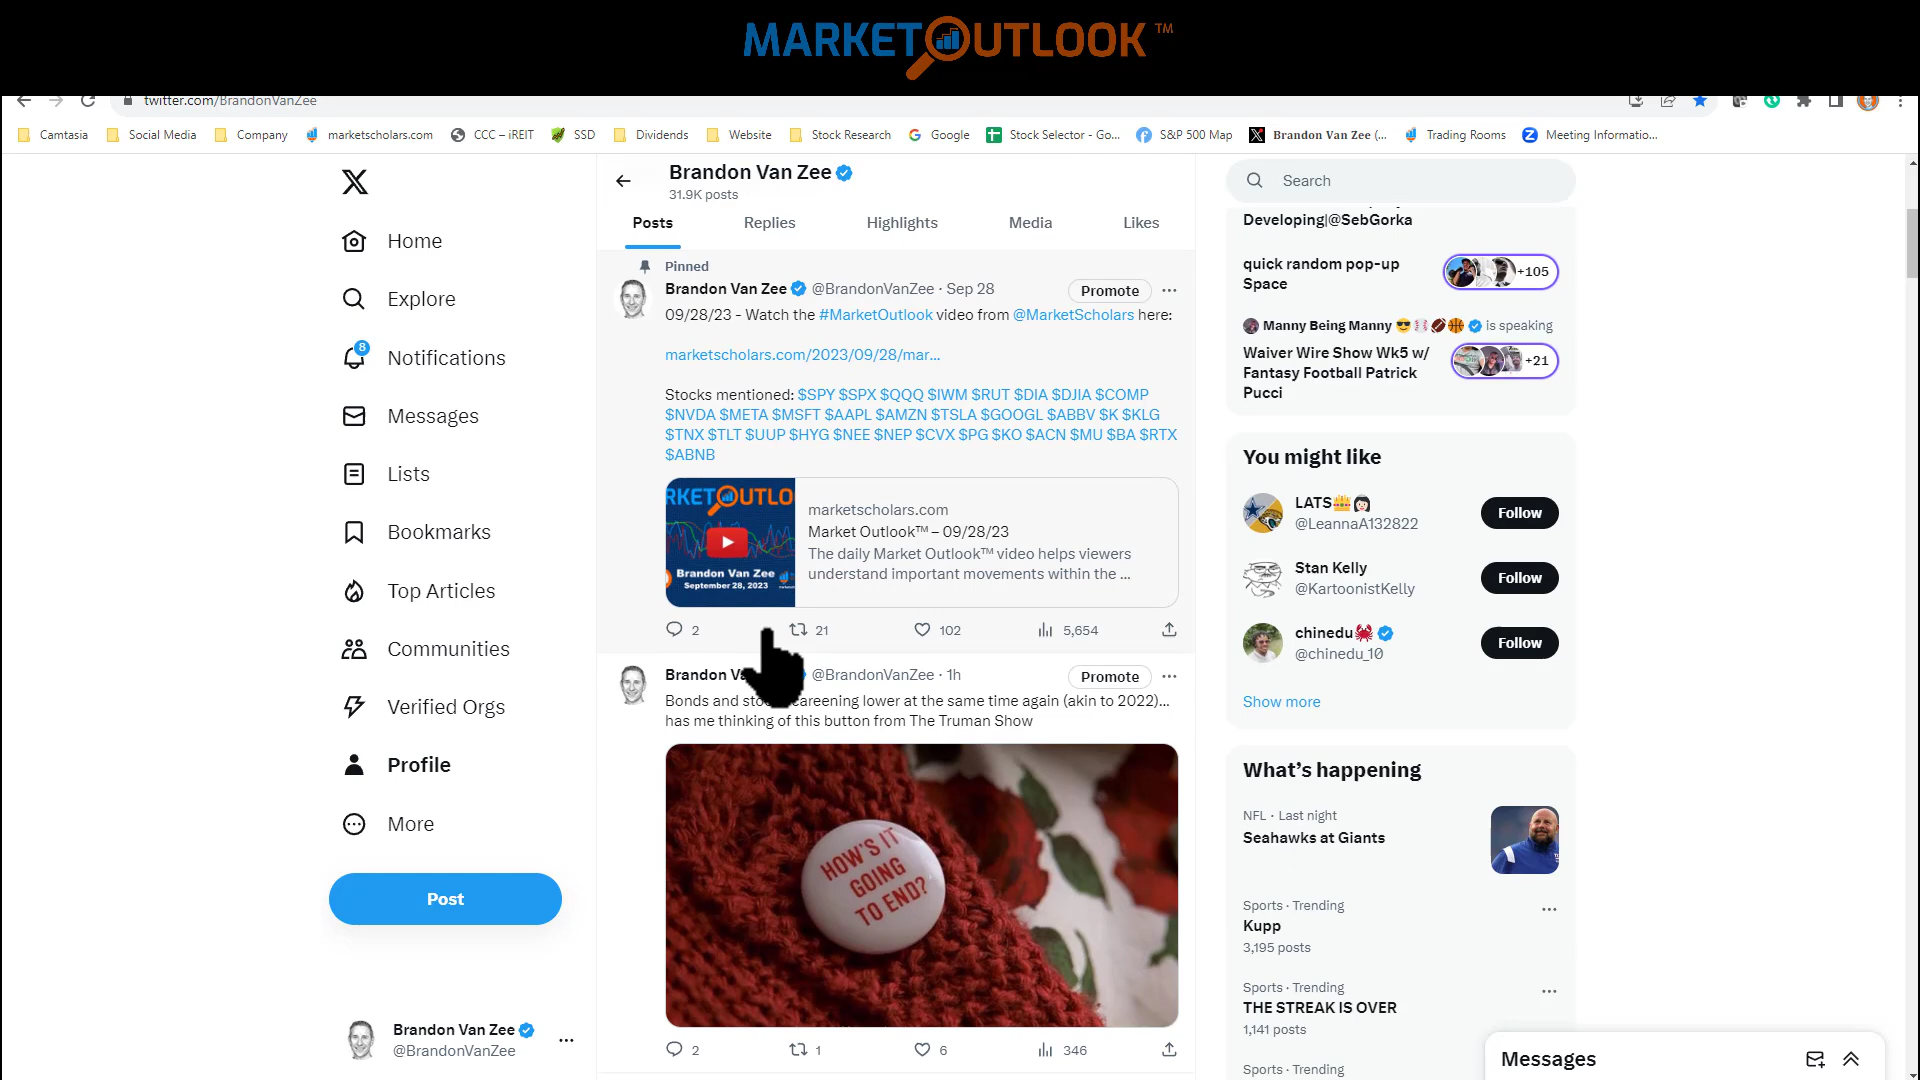 MARKETOUTLOOK™
twitter.com/BrandonVanZee
Camtasia
Social Media
Company
marketscholars.com
CCC – iREIT
SSD
Dividends
Website
Stock Research
Google
Stock Selector - Go...
S&P 500 Map
Brandon Van Zee (...
Trading Rooms
Meeting Informatio...
Home
Explore
8
Notifications
Messages
Lists
Bookmarks
Top Articles
Communities
Verified Orgs
Profile
More
Post
Brandon Van Zee
@BrandonVanZee
Brandon Van Zee
31.9K posts
Posts
Replies
Highlights
Media
Likes
Pinned
Brandon Van Zee @BrandonVanZee · Sep 28
Promote
09/28/23 - Watch the #MarketOutlook video from @MarketScholars here:
marketscholars.com/2023/09/28/mar...
Stocks mentioned: $SPY $SPX $QQQ $IWM $RUT $DIA $DJIA $COMP
$NVDA $META $MSFT $AAPL $AMZN $TSLA $GOOGL $ABBV $K $KLG
$TNX $TLT $UUP $HYG $NEE $NEP $CVX $PG $KO $ACN $MU $BA $RTX
$ABNB
RKETOUTLO
Brandon Van Zee
September 28, 2023
marketscholars.com
Market Outlook™ – 09/28/23
The daily Market Outlook™ video helps viewers
understand important movements within the ...
2
21
102
5,654
Brandon Va @BrandonVanZee · 1h
Promote
Bonds and sto careening lower at the same time again (akin to 2022)...
has me thinking of this button from The Truman Show
HOW'S IT
GOING
TO END?
2
1
6
346
Search
Developing|@SebGorka
quick random pop-up
Space
+105
Manny Being Manny is speaking
Waiver Wire Show Wk5 w/
Fantasy Football Patrick
Pucci
+21
You might like
LATS
@LeannaA132822
Follow
Stan Kelly
@KartoonistKelly
Follow
chinedu
@chinedu_10
Follow
Show more
What's happening
NFL · Last night
Seahawks at Giants
Sports · Trending
Kupp
3,195 posts
Sports · Trending
THE STREAK IS OVER
1,141 posts
Sports · Trending
Messages